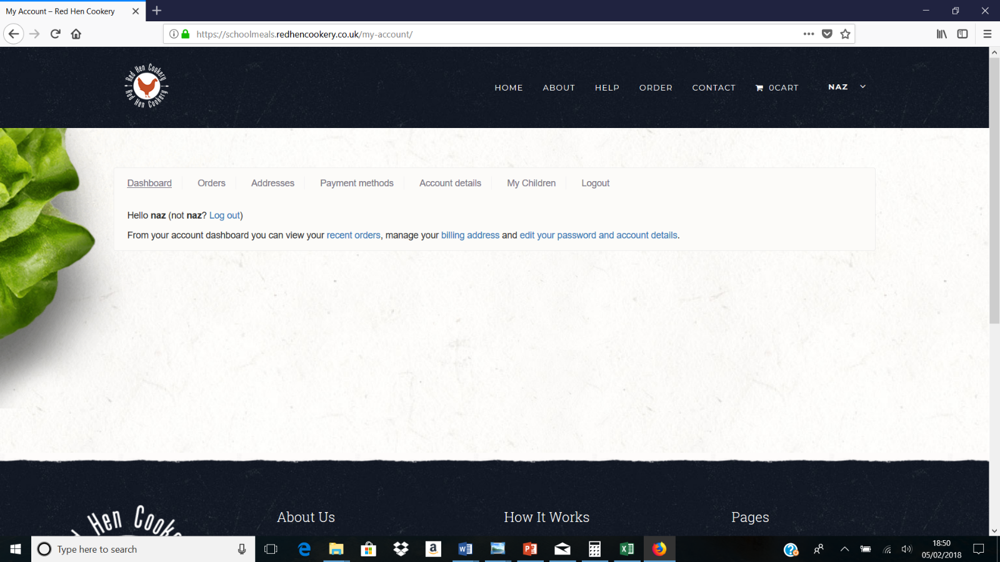 My Account – Red Hen Cookery
https://schoolmeals.redhencookery.co.uk/my-account/
Red Hen Cookery
Red Hen Cookery
HOME ABOUT HELP ORDER CONTACT 0CART NAZ
Dashboard Orders Addresses Payment methods Account details My Children Logout
Hello naz (not naz? Log out)
From your account dashboard you can view your recent orders, manage your billing address and edit your password and account details.
Hen Cooke
About Us How It Works Pages
Type here to search
18:50
05/02/2018